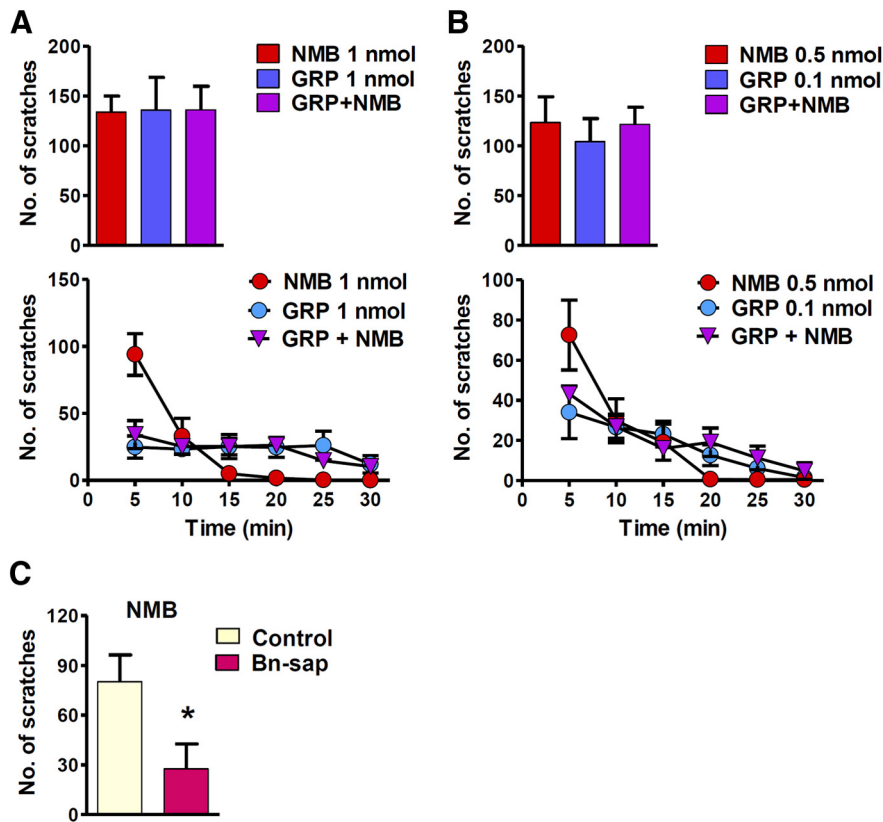 A
No. of scratches
200
150
100
50
0
NMB 1 nmol
GRP 1 nmol
GRP+NMB
No. of scratches
150
100
50
0
NMB 1 nmol
GRP 1 nmol
GRP + NMB
0 5 10 15 20 25 30
Time (min)
B
No. of scratches
200
150
100
50
0
NMB 0.5 nmol
GRP 0.1 nmol
GRP+NMB
No. of scratches
100
80
60
40
20
0
NMB 0.5 nmol
GRP 0.1 nmol
GRP + NMB
0 5 10 15 20 25 30
Time (min)
C
NMB
No. of scratches
120
90
60
30
0
Control
Bn-sap
*